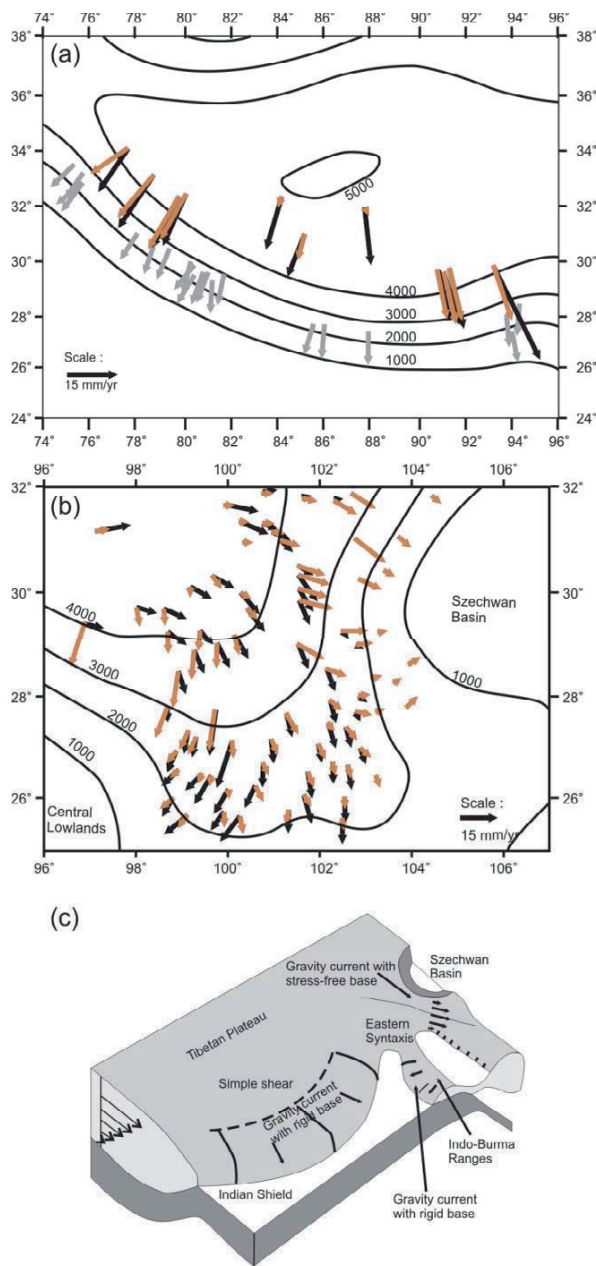 74° 76° 78° 80° 82° 84° 86° 88° 90° 92° 94° 96°
38° 38°
(a)
36° 36°
34° 34°
5000
32° 32°
30° 30°
4000
28° 3000 28°
2000
26° Scale : 1000 26°
15 mm/yr
24° 24°
74° 76° 78° 80° 82° 85° 86° 88° 90° 92° 94° 96°
96° 98° 100° 102° 104° 106°
32° 32°
(b)
30° 30°
Szechwan
Basin
4000
3000 1000
28° 28°
2000
1000
26° Central Scale : 26°
Lowlands 15 mm/yr
96° 98° 100° 102° 104° 106°
(c)
Gravity current with
stress-free base
Szechwan
Basin
Tibetan Plateau
Eastern
Syntaxis
Simple shear
Gravity current
with rigid base
Indian Shield
Indo-Burma
Ranges
Gravity current
with rigid base